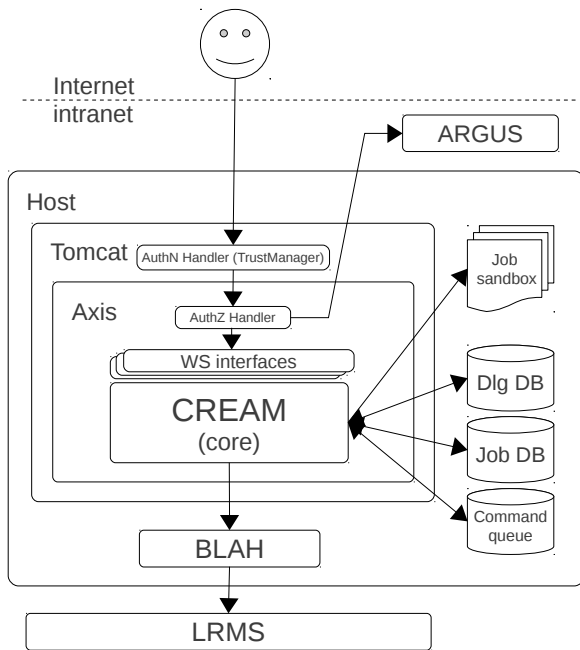 Internet
intranet
ARGUS
Host
Tomcat
AuthN Handler (TrustManager)
Axis
AuthZ Handler
WS interfaces
CREAM
(core)
Job
sandbox
Dlg DB
Job DB
Command
queue
BLAH
LRMS